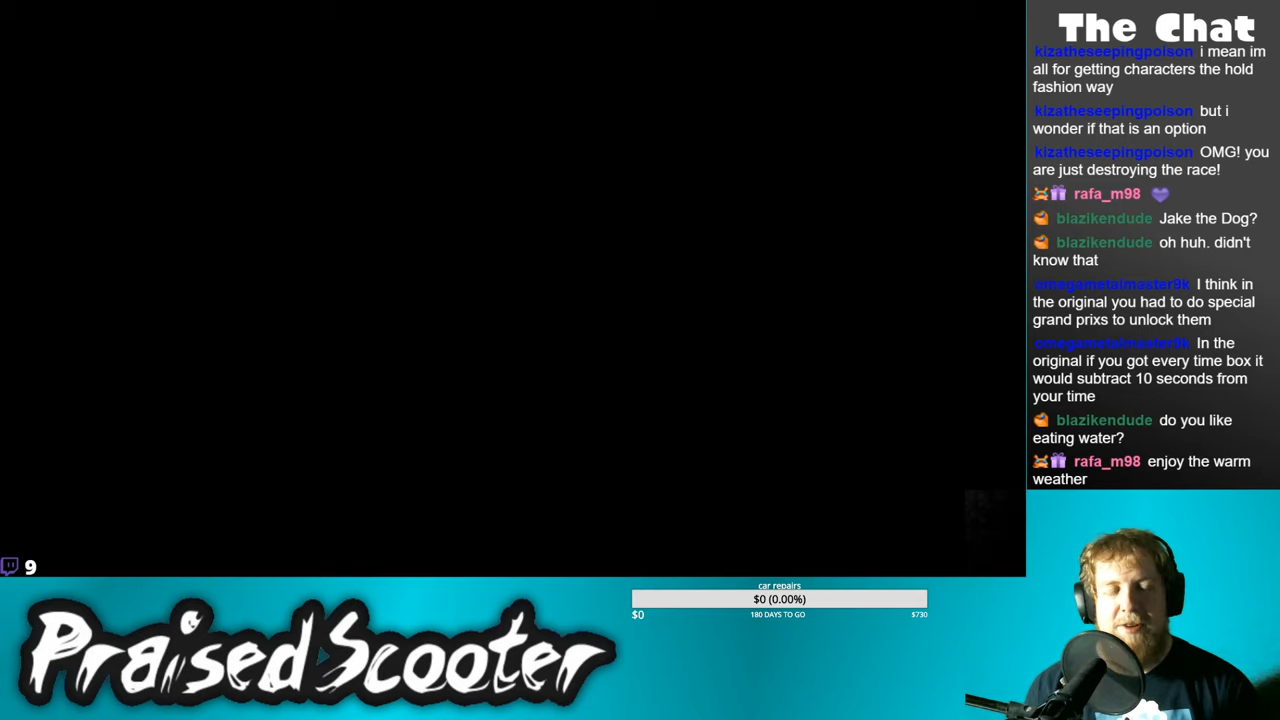 The Chat
kizatheseepingpoison i mean im
all for getting characters the hold
fashion way
kizatheseepingpoison but i
wonder if that is an option
kizatheseepingpoison OMG! you
are just destroying the race!
rafa_m98
blazikendude Jake the Dog?
blazikendude oh huh. didn't
know that
omegametalmaster9k I think in
the original you had to do special
grand prixs to unlock them
omegametalmaster9k In the
original if you got every time box it
would subtract 10 seconds from
your time
blazikendude do you like
eating water?
rafa_m98 enjoy the warm
weather
9
car repairs
$0 (0.00%)
$0 180 DAYS TO GO $730
PraisedScooter